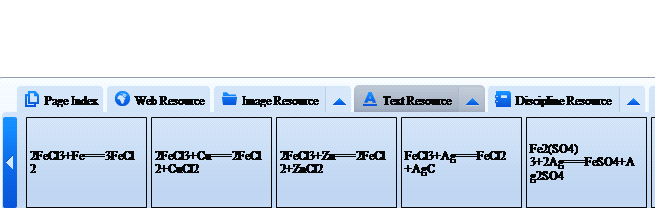 Page Index Web Resource Image Resource Text Resource Discipline Resource
2FeCl3+Fe===3FeCl
2
2FeCl3+Cu===2FeCl
2+CuCl2
2FeCl3+Zn===2FeCl
2+ZnCl2
FeCl3+Ag===FeCl2
+AgC
Fe2(SO4)
3+2Ag===FeSO4+A
g2SO4